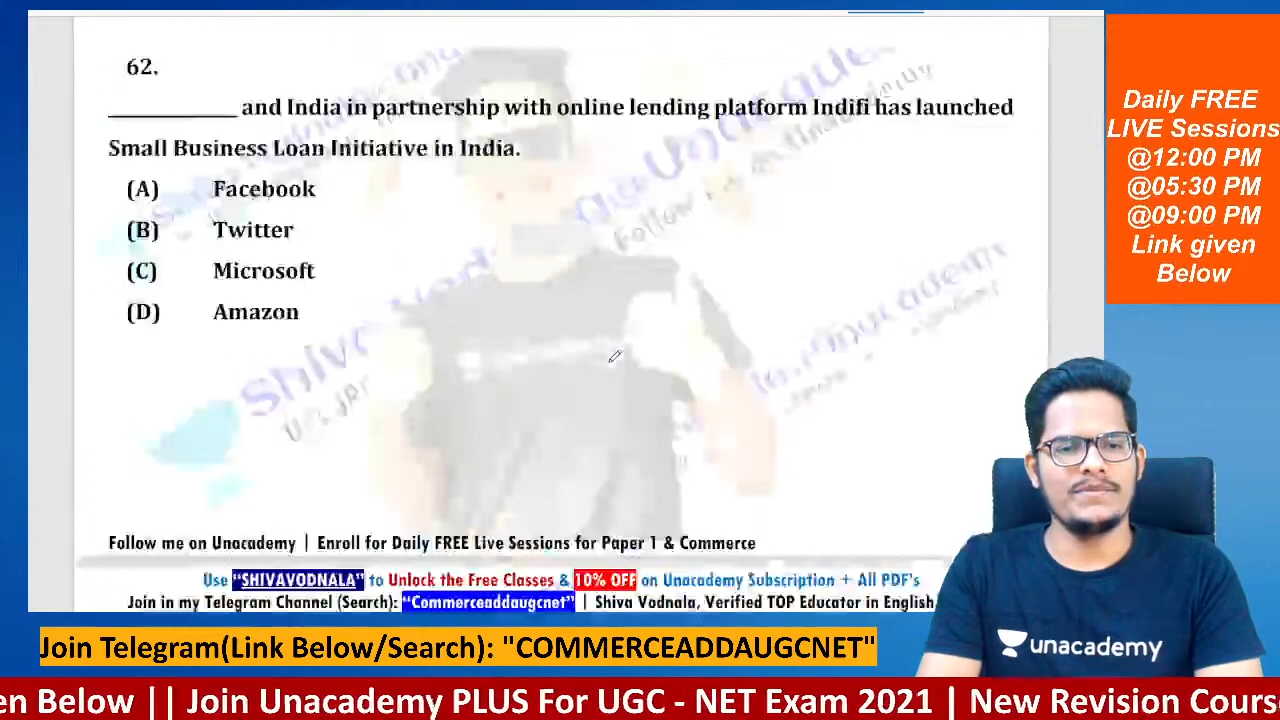 62.
____________ and India in partnership with online lending platform Indifi has launched
Small Business Loan Initiative in India.
(A) Facebook
(B) Twitter
(C) Microsoft
(D) Amazon
Follow me on Unacademy | Enroll for Daily FREE Live Sessions for Paper 1 & Commerce
Use "SHIVAVODNALA" to Unlock the Free Classes & 10% OFF on Unacademy Subscription + All PDF's
Join in my Telegram Channel (Search): "Commerceaddaugcnet" | Shiva Vodnala, Verified TOP Educator in English,
Daily FREE
LIVE Sessions
@12:00 PM
@05:30 PM
@09:00 PM
Link given
Below
unacademy
Join Telegram(Link Below/Search): "COMMERCEADDAUGCNET"
en Below || Join Unacademy PLUS For UGC - NET Exam 2021 | New Revision Cours